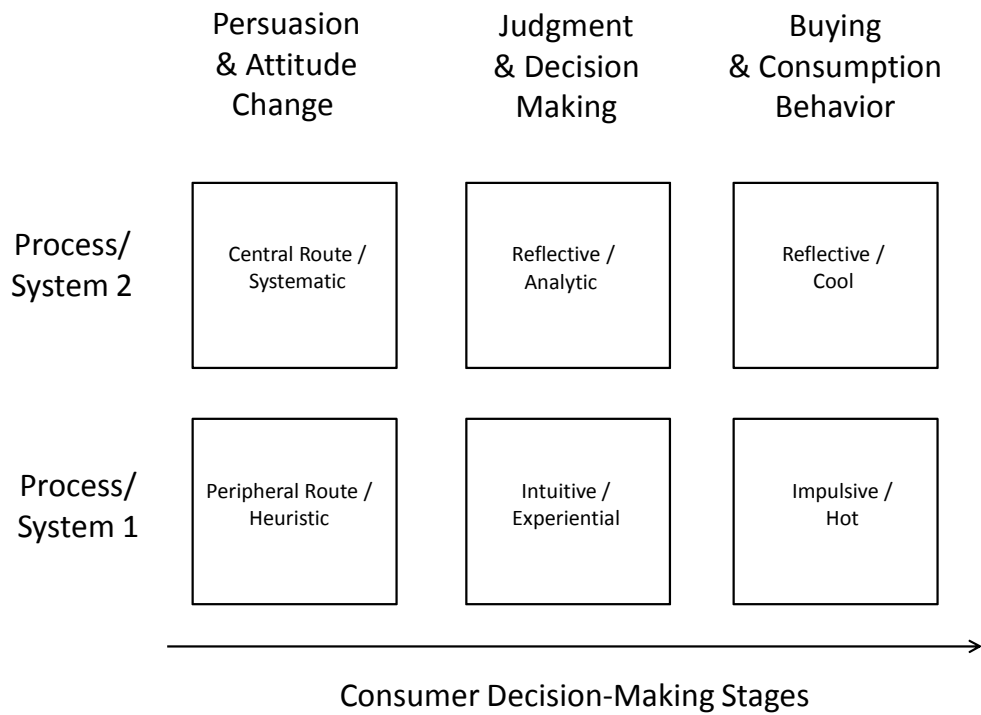 Persuasion
& Attitude
Change
Judgment
& Decision
Making
Buying
& Consumption
Behavior
Process/
System 2
Central Route /
Systematic
Reflective /
Analytic
Reflective /
Cool
Process/
System 1
Peripheral Route /
Heuristic
Intuitive /
Experiential
Impulsive /
Hot
Consumer Decision-Making Stages